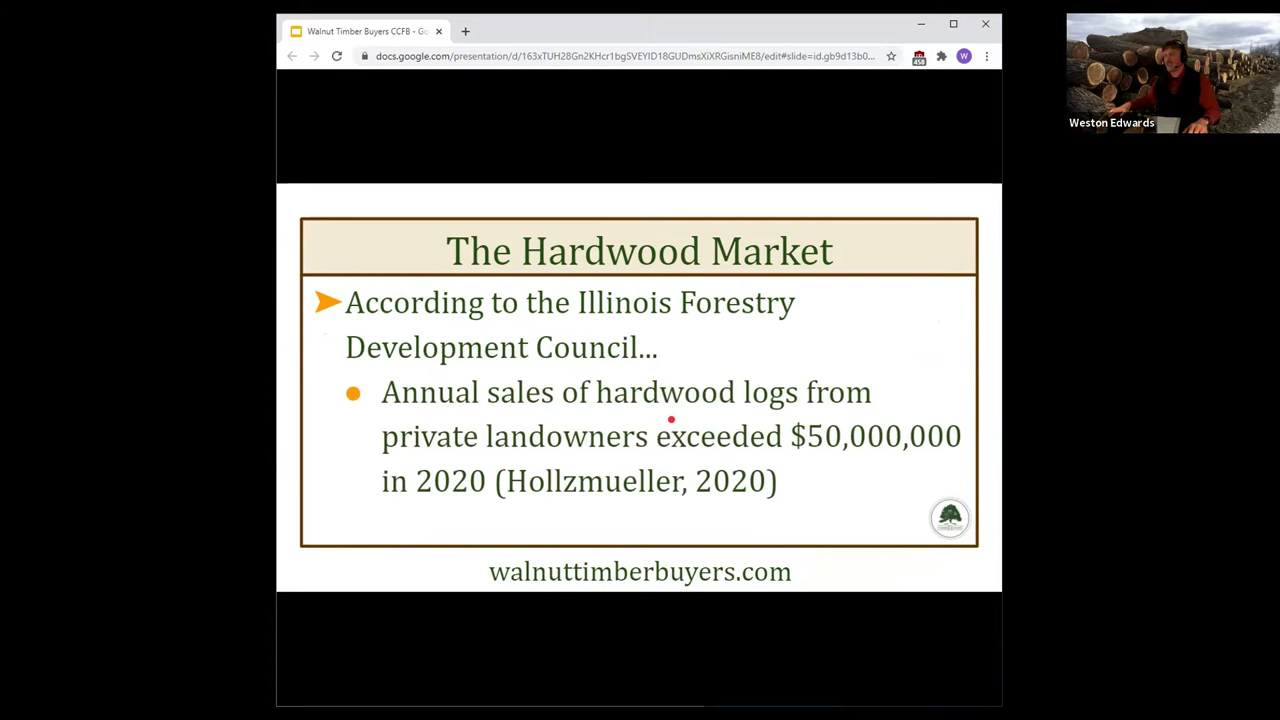 Walnut Timber Buyers CCFB - Go
docs.google.com/presentation/d/163xTUH28Gn2KHcr1bgSVEYID18GUDmsXiXRGisniME8/edit#slide=id.gb9d13b0...
458
W
Weston Edwards
The Hardwood Market
According to the Illinois Forestry
Development Council...
Annual sales of hardwood logs from
private landowners exceeded $50,000,000
in 2020 (Hollzmueller, 2020)
walnuttimberbuyers.com